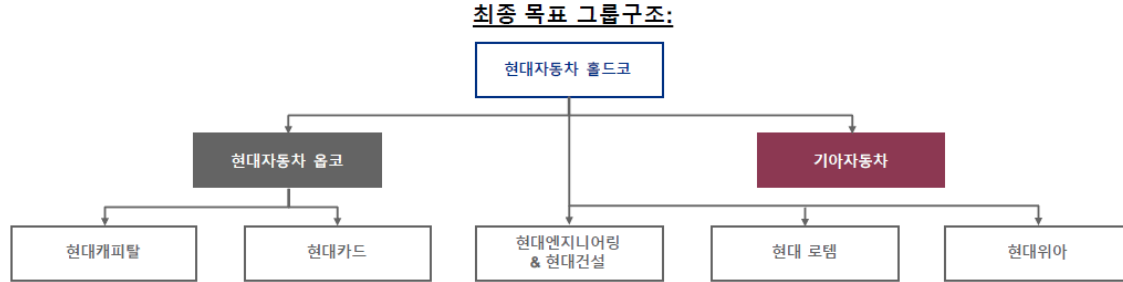 최종 목표 그룹구조:
현대자동차 홀드코
현대자동차 옵코
기아자동차
현대캐피탈
현대카드
현대엔지니어링
& 현대건설
현대 로템
현대위아